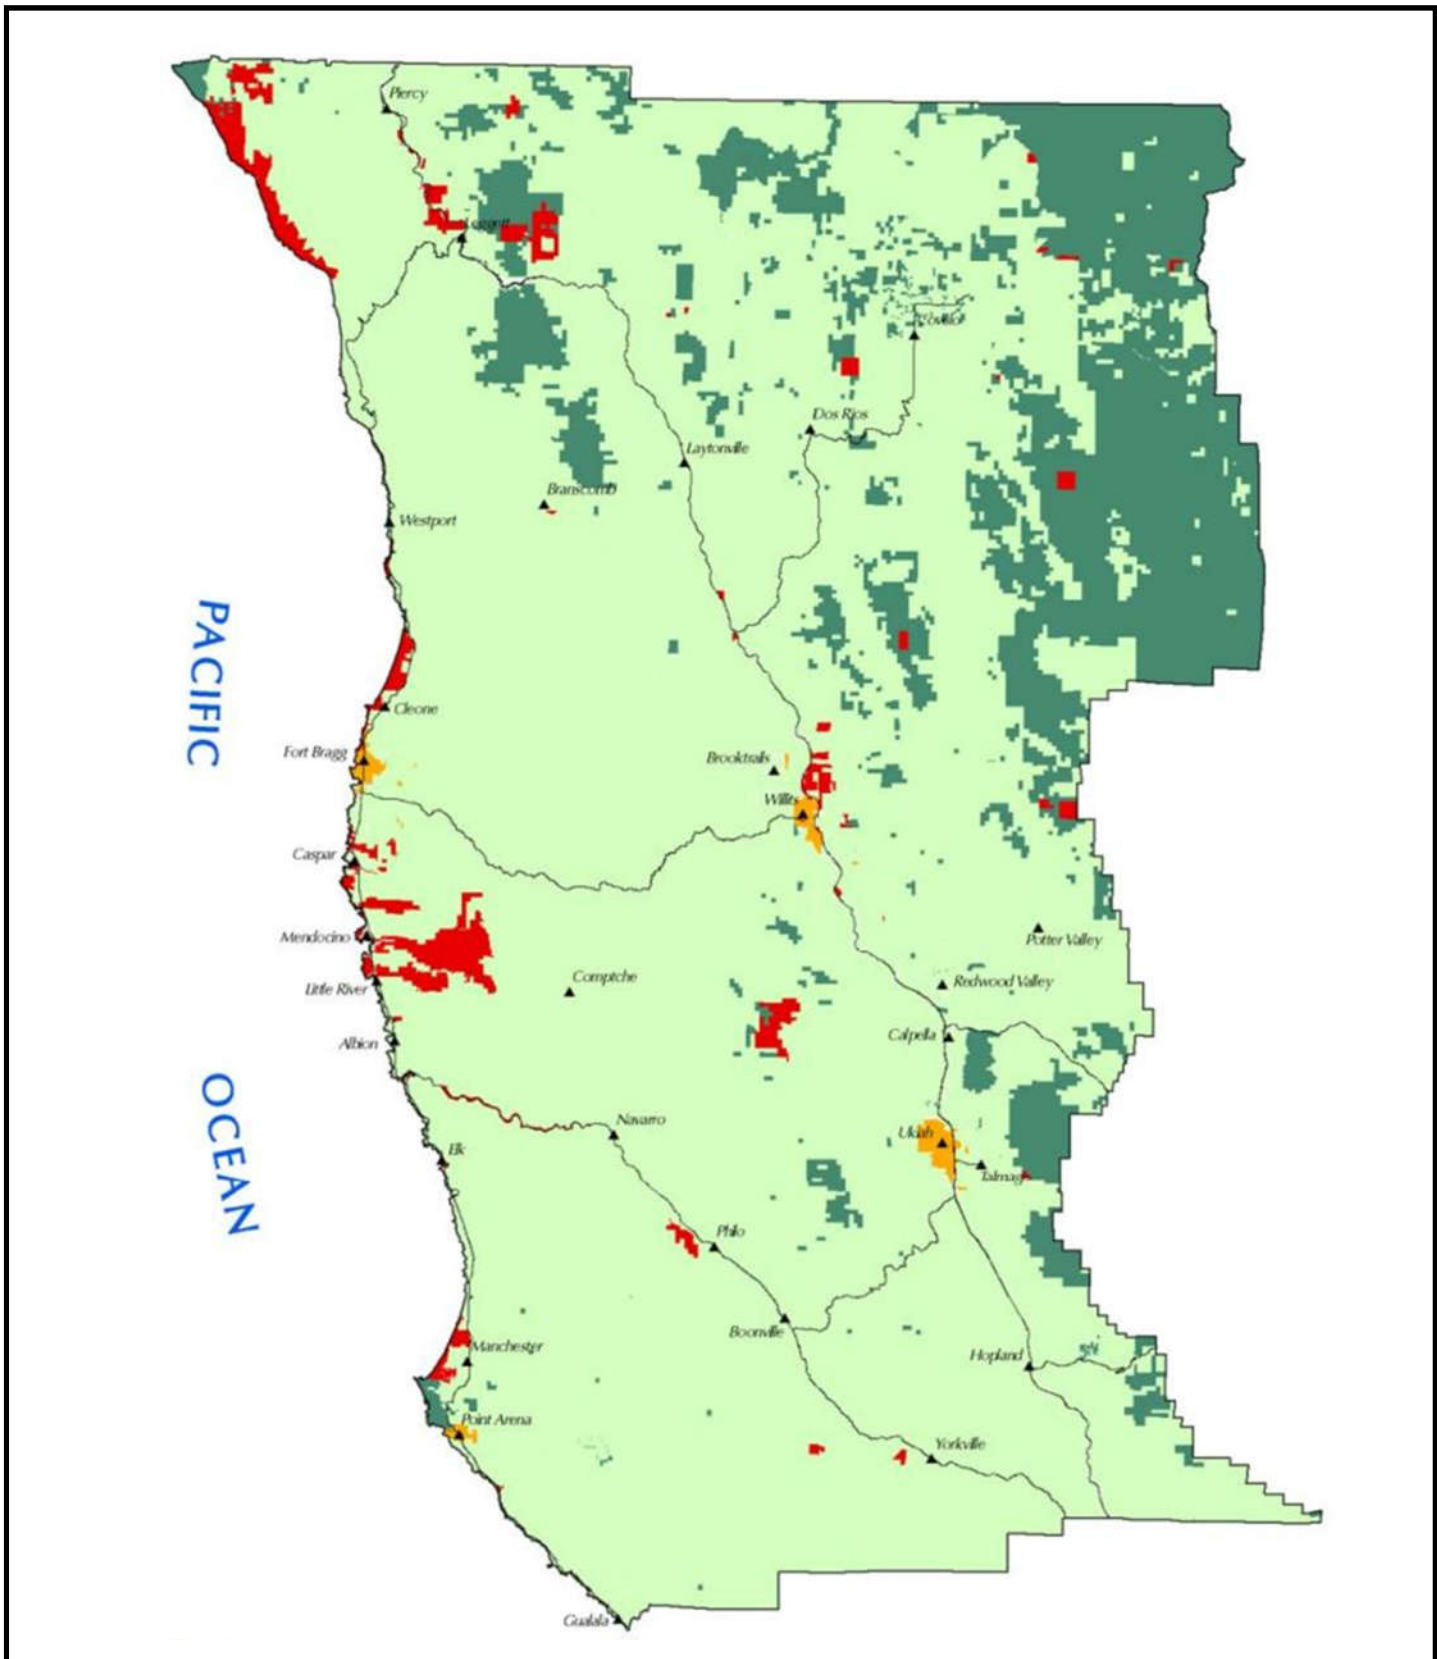 Piercy
Leggett
Covelo
Dos Rios
Laytonville
Branscomb
Westport
PACIFIC
Cleone
Fort Bragg
Brooktrails
Willits
Caspar
Mendocino
Potter Valley
Little River
Comptche
Redwood Valley
Albion
Calpella
OCEAN
Navarro
Ukiah
Elk
Talmage
Philo
Boonville
Manchester
Hopland
Point Arena
Yorkville
Gualala